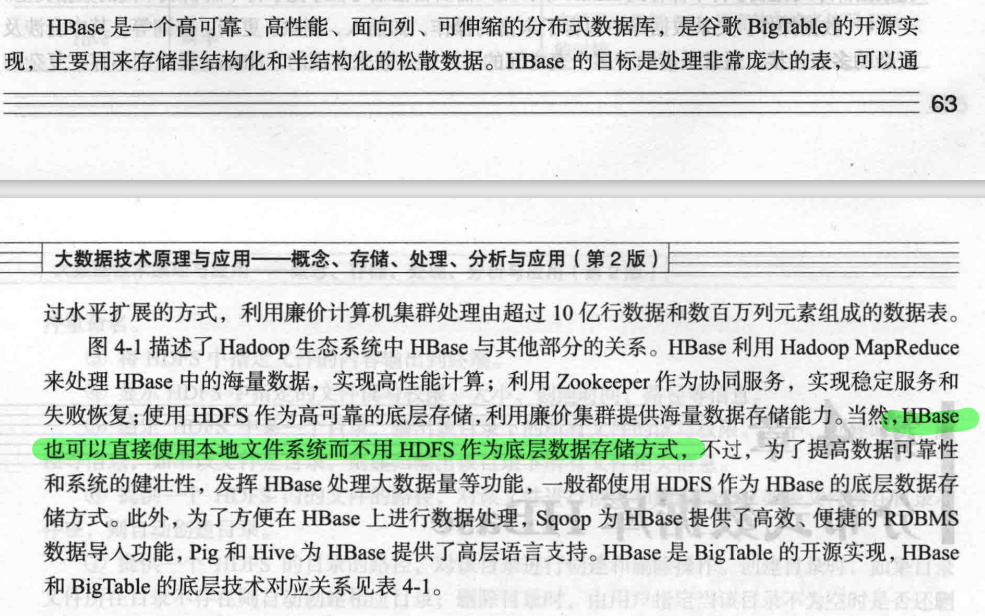 HBase 是一个高可靠、高性能、面向列、可伸缩的分布式数据库，是谷歌 BigTable 的开源实
现，主要用来存储非结构化和半结构化的松散数据。HBase 的目标是处理非常庞大的表，可以通
63
大数据技术原理与应用——概念、存储、处理、分析与应用（第 2 版）
过水平扩展的方式，利用廉价计算机集群处理由超过 10 亿行数据和数百万列元素组成的数据表。
图 4-1 描述了 Hadoop 生态系统中 HBase 与其他部分的关系。HBase 利用 Hadoop MapReduce
来处理 HBase 中的海量数据，实现高性能计算；利用 Zookeeper 作为协同服务，实现稳定服务和
失败恢复；使用 HDFS 作为高可靠的底层存储，利用廉价集群提供海量数据存储能力。当然，HBase
也可以直接使用本地文件系统而不用 HDFS 作为底层数据存储方式，不过，为了提高数据可靠性
和系统的健壮性，发挥 HBase 处理大数据量等功能，一般都使用 HDFS 作为 HBase 的底层数据存
储方式。此外，为了方便在 HBase 上进行数据处理，Sqoop 为 HBase 提供了高效、便捷的 RDBMS
数据导入功能，Pig 和 Hive 为 HBase 提供了高层语言支持。HBase 是 BigTable 的开源实现，HBase
和 BigTable 的底层技术对应关系见表 4-1。